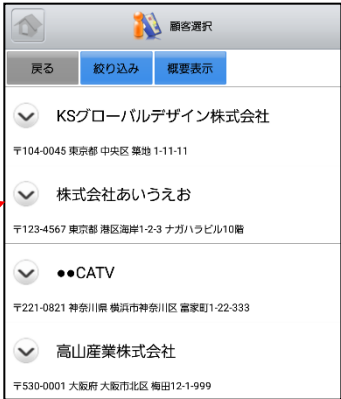 顧客選択
戻る 絞り込み 概要表示
KSグローバルデザイン株式会社
〒104-0045 東京都 中央区 築地 1-11-11
株式会社あいうえお
〒123-4567 東京都 港区海岸1-2-3 ナガハラビル10階
●●CATV
〒221-0821 神奈川県 横浜市神奈川区 富家町1-22-333
高山産業株式会社
〒530-0001 大阪府 大阪市北区 梅田12-1-999